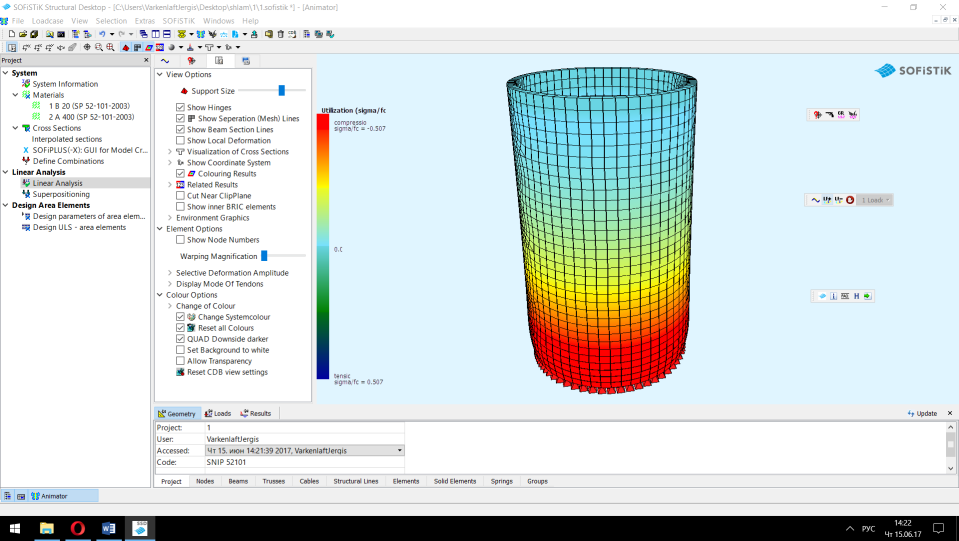 SOFiSTiK Structural Desktop - [C:\Users\VarkenlaftJergis\Desktop\shlam\1\1.sofistik *] - [Animator]
File Loadcase View Selection Extras SOFiSTiK Windows Help
Project
System
System Information
Materials
1 B 20 (SP 52-101-2003)
2 A 400 (SP 52-101-2003)
Cross Sections
Interpolated sections
SOFiPLUS(-X): GUI for Model Cr...
Define Combinations
Linear Analysis
Linear Analysis
Superpositioning
Design Area Elements
Design parameters of area elem...
Design ULS - area elements
View Options
Support Size
Show Hinges
Show Seperation (Mesh) Lines
Show Beam Section Lines
Show Local Deformation
Visualization of Cross Sections
Show Coordinate System
Colouring Results
Related Results
Cut Near ClipPlane
Show inner BRIC elements
Environment Graphics
Element Options
Show Node Numbers
Warping Magnification
Selective Deformation Amplitude
Display Mode Of Tendons
Colour Options
Change of Colour
Change Systemcolour
Reset all Colours
QUAD Downside darker
Set Background to white
Allow Transparency
Reset CDB view settings
Utilization (sigma/fc
compressio
sigma/fc = -0.507
0.0
tensic
sigma/fc = 0.507
SOFiSTiK
1 Loadc
Geometry Loads Results
Update
Project: 1
User: VarkenlaftJergis
Accessed: Чт 15. июн 14:21:39 2017, VarkenlaftJergis
Code: SNIP 52101
Project Nodes Beams Trusses Cables Structural Lines Elements Solid Elements Springs Groups
Animator
РУС
14:22
Чт 15.06.17